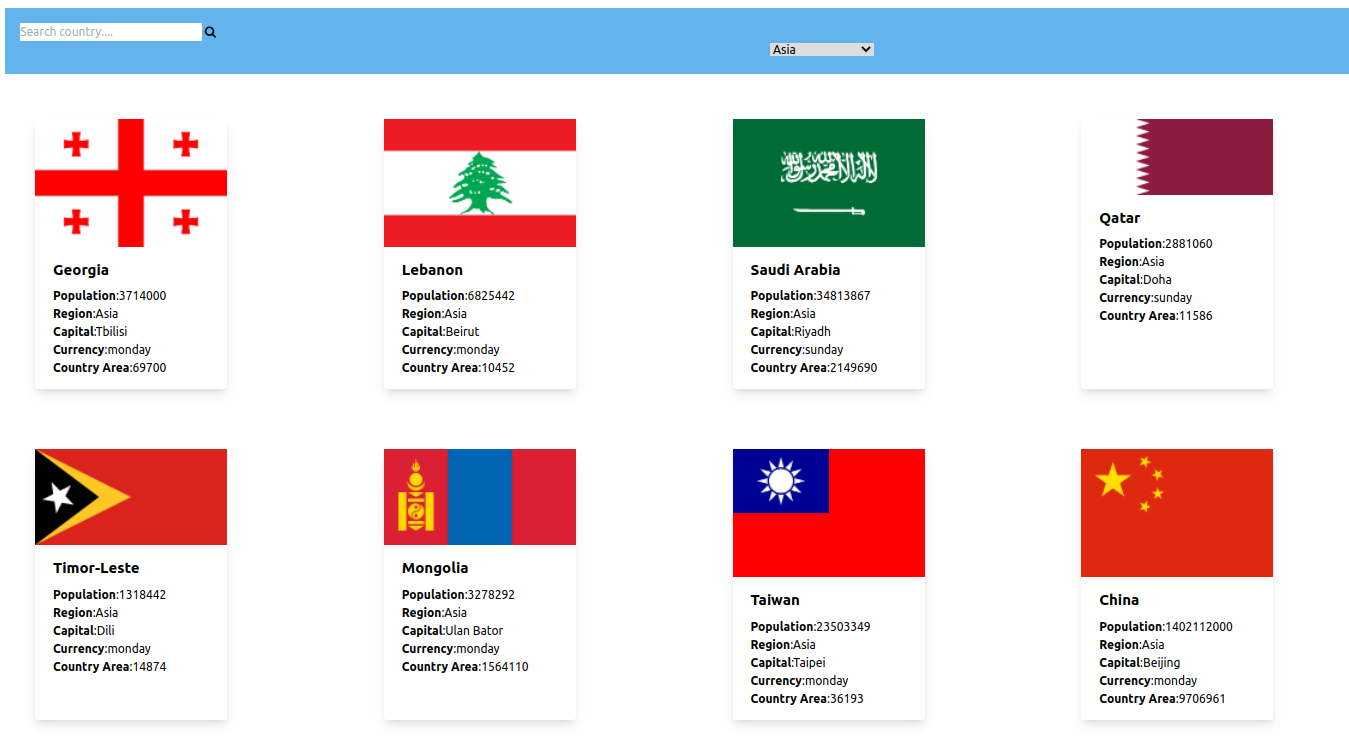 Search country....
Asia
Georgia
Population:3714000
Region:Asia
Capital:Tbilisi
Currency:monday
Country Area:69700
Lebanon
Population:6825442
Region:Asia
Capital:Beirut
Currency:monday
Country Area:10452
Saudi Arabia
Population:34813867
Region:Asia
Capital:Riyadh
Currency:sunday
Country Area:2149690
Qatar
Population:2881060
Region:Asia
Capital:Doha
Currency:sunday
Country Area:11586
Timor-Leste
Population:1318442
Region:Asia
Capital:Dili
Currency:monday
Country Area:14874
Mongolia
Population:3278292
Region:Asia
Capital:Ulan Bator
Currency:monday
Country Area:1564110
Taiwan
Population:23503349
Region:Asia
Capital:Taipei
Currency:monday
Country Area:36193
China
Population:1402112000
Region:Asia
Capital:Beijing
Currency:monday
Country Area:9706961